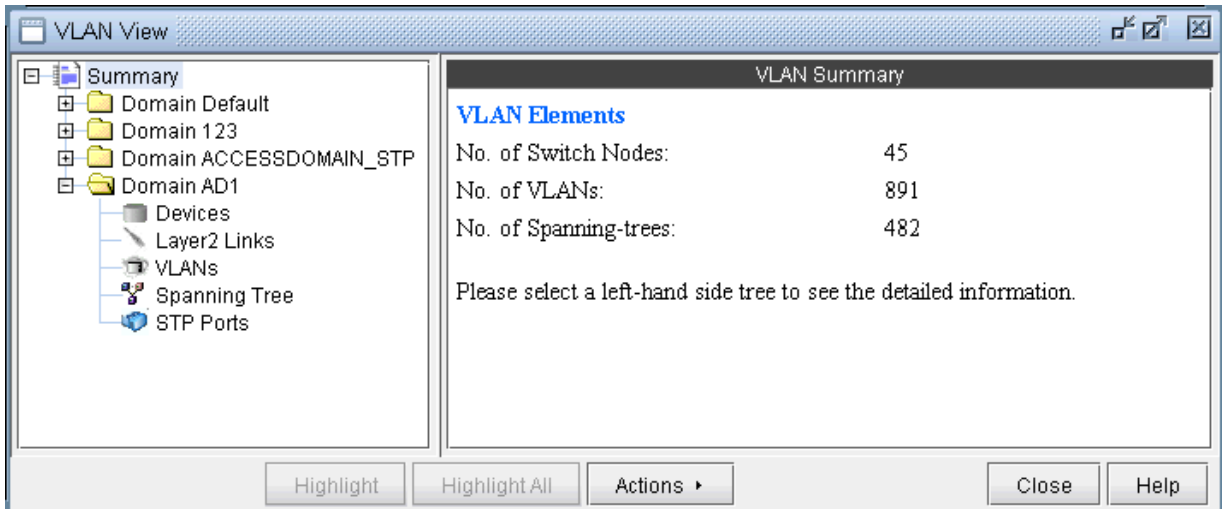 VLAN View
Summary
Domain Default
Domain 123
Domain ACCESSDOMAIN_STP
Domain AD1
Devices
Layer2 Links
VLANs
Spanning Tree
STP Ports
VLAN Summary
VLAN Elements
No. of Switch Nodes: 45
No. of VLANs: 891
No. of Spanning-trees: 482
Please select a left-hand side tree to see the detailed information.
Highlight Highlight All Actions Close Help